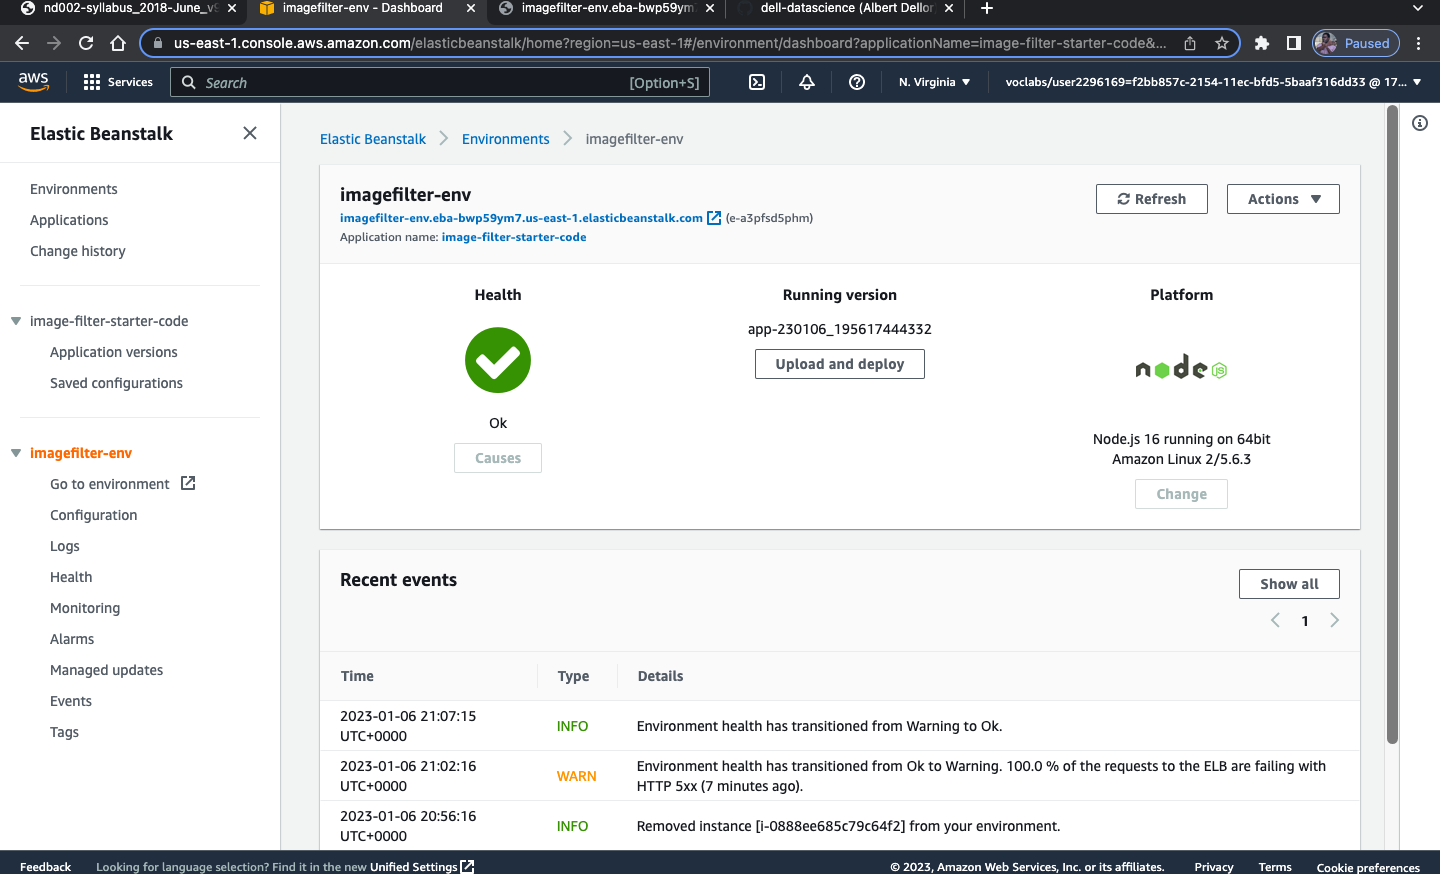 nd002-syllabus_2018-June_v9
imagefilter-env - Dashboard
imagefilter-env.eba-bwp59ym7
dell-datascience (Albert Dellor
us-east-1.console.aws.amazon.com/elasticbeanstalk/home?region=us-east-1#/environment/dashboard?applicationName=image-filter-starter-code&...
Paused
aws
Services
Search
[Option+S]
N. Virginia
voclabs/user2296169=f2bb857c-2154-11ec-bfd5-5baaf316dd33 @ 17...
Elastic Beanstalk
Environments
Applications
Change history
image-filter-starter-code
Application versions
Saved configurations
imagefilter-env
Go to environment
Configuration
Logs
Health
Monitoring
Alarms
Managed updates
Events
Tags
Elastic Beanstalk
Environments
imagefilter-env
imagefilter-env
imagefilter-env.eba-bwp59ym7.us-east-1.elasticbeanstalk.com (e-a3pfsd5phm)
Application name: image-filter-starter-code
Refresh
Actions
Health
Ok
Causes
Running version
app-230106_195617444332
Upload and deploy
Platform
node JS
Node.js 16 running on 64bit
Amazon Linux 2/5.6.3
Change
Recent events
Show all
1
Time Type Details
2023-01-06 21:07:15
UTC+0000
INFO
Environment health has transitioned from Warning to Ok.
2023-01-06 21:02:16
UTC+0000
WARN
Environment health has transitioned from Ok to Warning. 100.0 % of the requests to the ELB are failing with
HTTP 5xx (7 minutes ago).
2023-01-06 20:56:16
UTC+0000
INFO
Removed instance [i-0888ee685c79c64f2] from your environment.
Feedback
Looking for language selection? Find it in the new Unified Settings
© 2023, Amazon Web Services, Inc. or its affiliates.
Privacy
Terms
Cookie preferences